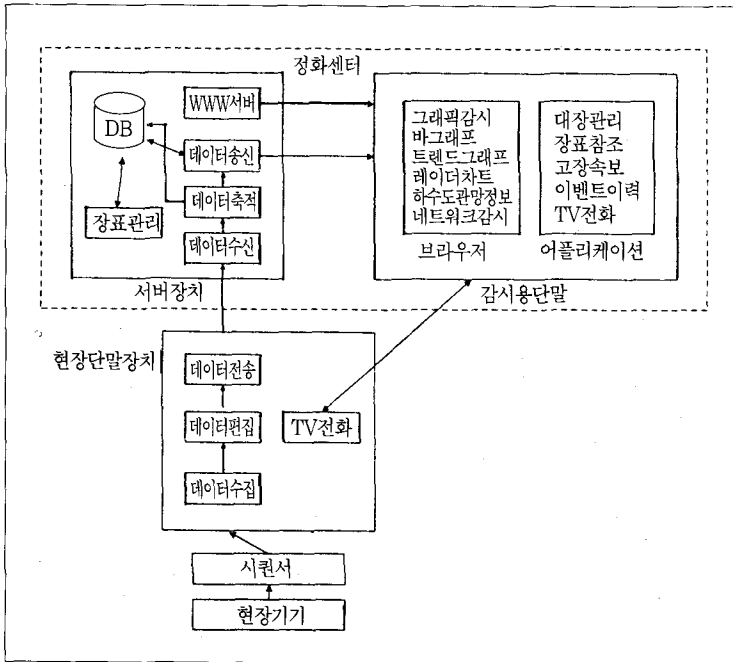 정화센터
WWW서버
DB
데이터송신
데이터축적
장표관리
데이터수신
서버장치
그래픽감시
바그래프
트렌드그래프
레이더차트
하수도관망정보
네트워크감시
브라우저
대장관리
장표참조
고장속보
이벤트이력
TV전화
어플리케이션
감시용단말
현장단말장치
데이터전송
데이터편집
TV전화
데이터수집
시퀀서
현장기기